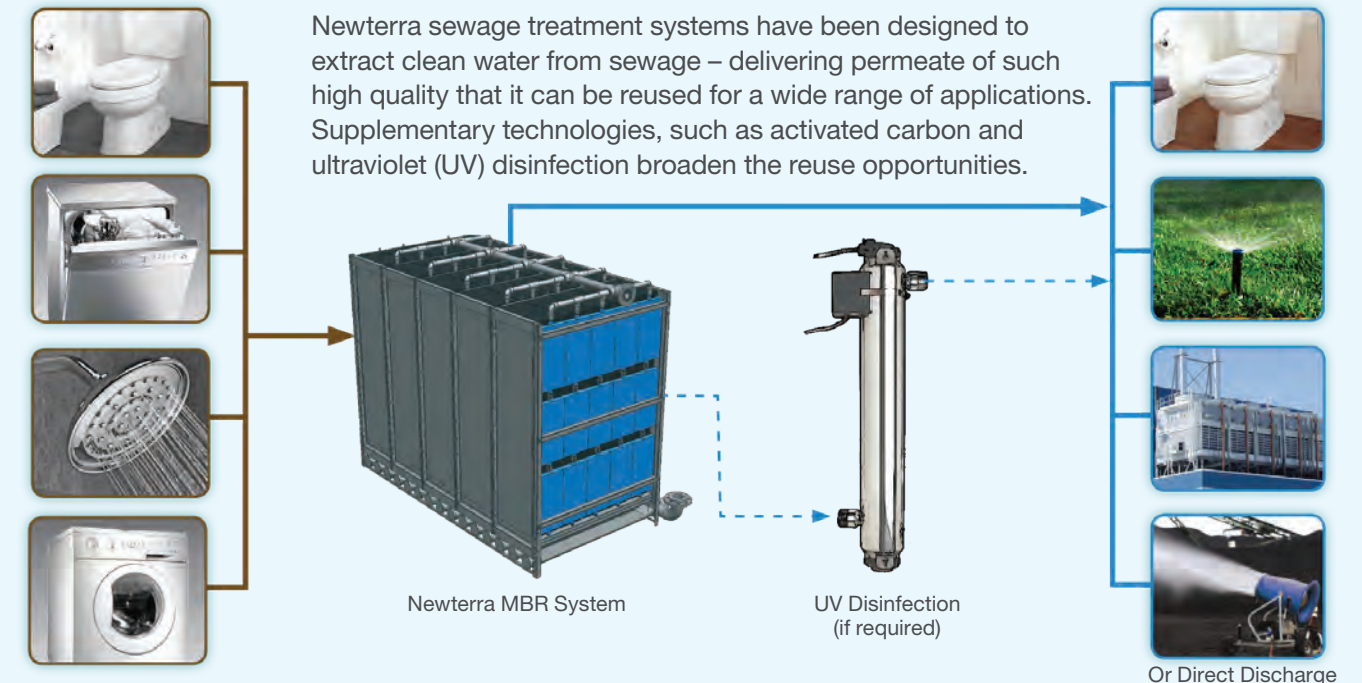 Newterra sewage treatment systems have been designed to
extract clean water from sewage – delivering permeate of such
high quality that it can be reused for a wide range of applications.
Supplementary technologies, such as activated carbon and
ultraviolet (UV) disinfection broaden the reuse opportunities.
Newterra MBR System
UV Disinfection
(if required)
Or Direct Discharge